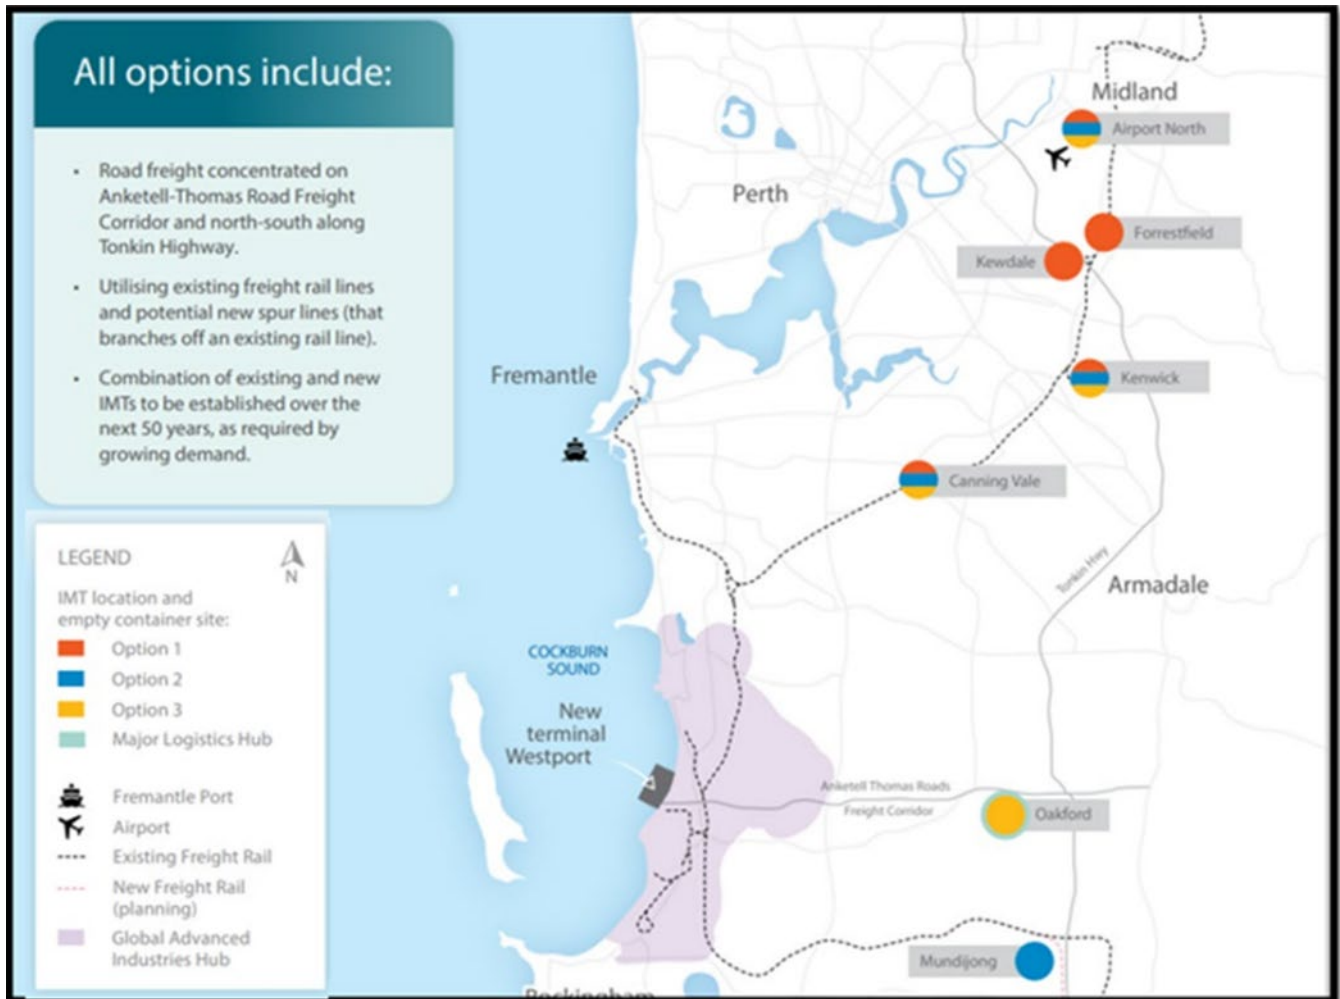 All options include:
• Road freight concentrated on
Anketell-Thomas Road Freight
Corridor and north-south along
Tonkin Highway.
• Utilising existing freight rail lines
and potential new spur lines (that
branches off an existing rail line).
• Combination of existing and new
IMTs to be established over the
next 50 years, as required by
growing demand.
LEGEND
N
IMT location and
empty container site:
Option 1
Option 2
Option 3
Major Logistics Hub
Fremantle Port
Airport
Existing Freight Rail
New Freight Rail
(planning)
Global Advanced
Industries Hub
Midland
Airport North
Perth
Forrestfield
Kewdale
Fremantle
Kenwick
Canning Vale
Tonkin Hwy
Armadale
COCKBURN
SOUND
New
terminal
Westport
Anketell Thomas Roads
Freight Corridor
Oakford
Mundijong
Rockingham